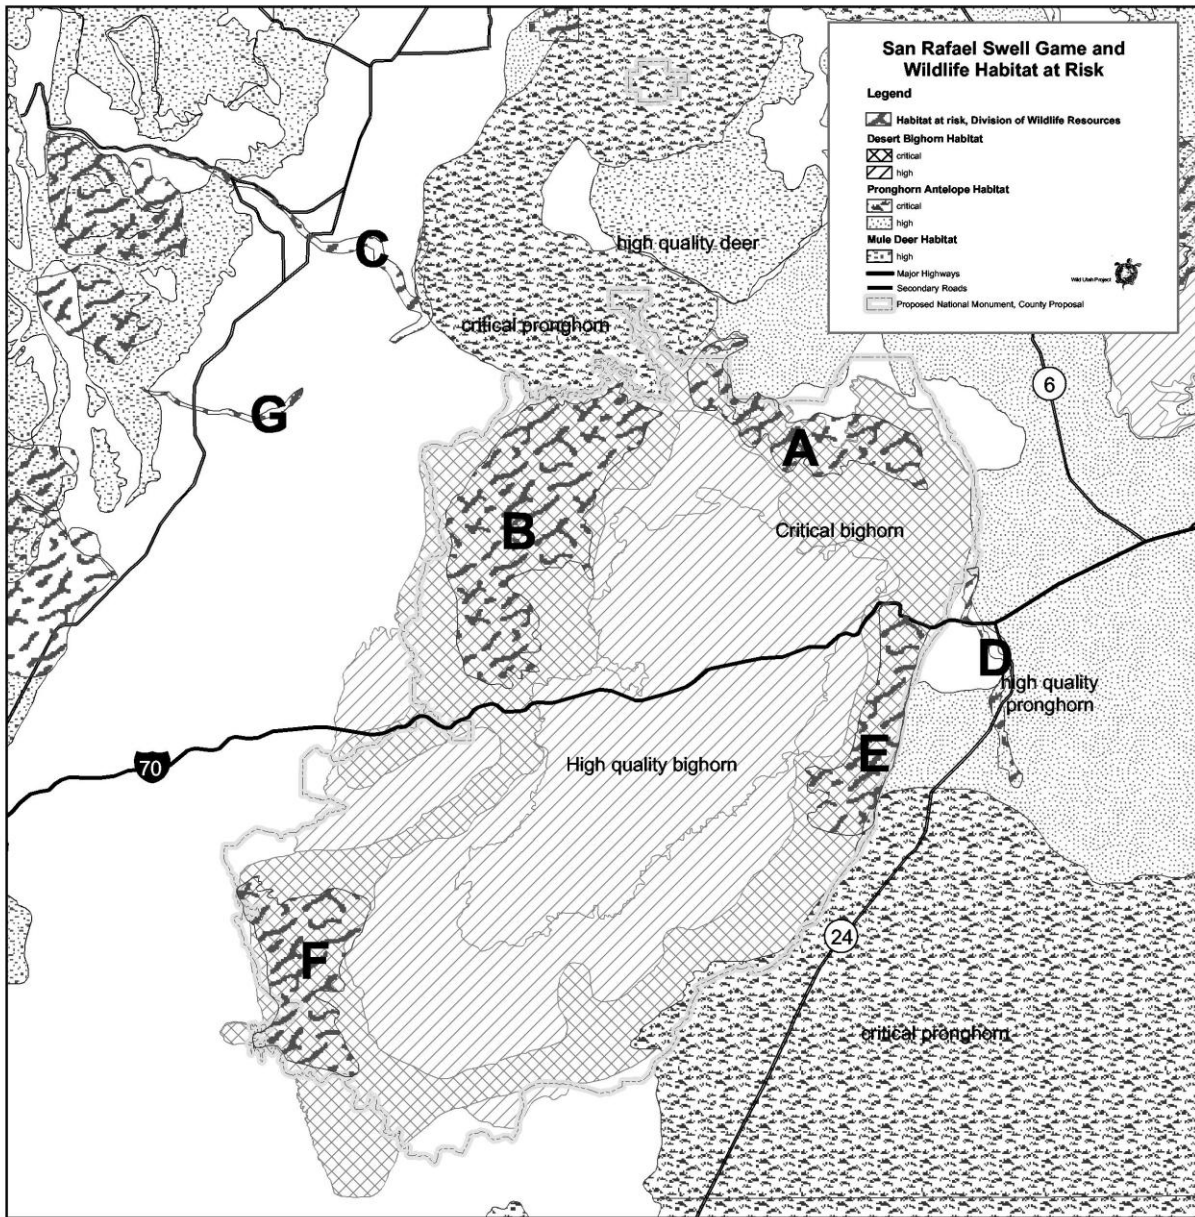 San Rafael Swell Game and
Wildlife Habitat at Risk
Legend
Habitat at risk, Division of Wildlife Resources
Desert Bighorn Habitat
critical
high
Pronghorn Antelope Habitat
critical
high
Mule Deer Habitat
high
Major Highways
Wild Utah Project
Secondary Roads
Proposed National Monument, County Proposal
C
high quality deer
critical pronghorn
6
G
A
B
Critical bighorn
D
high quality
pronghorn
E
High quality bighorn
70
F
24
critical pronghorn